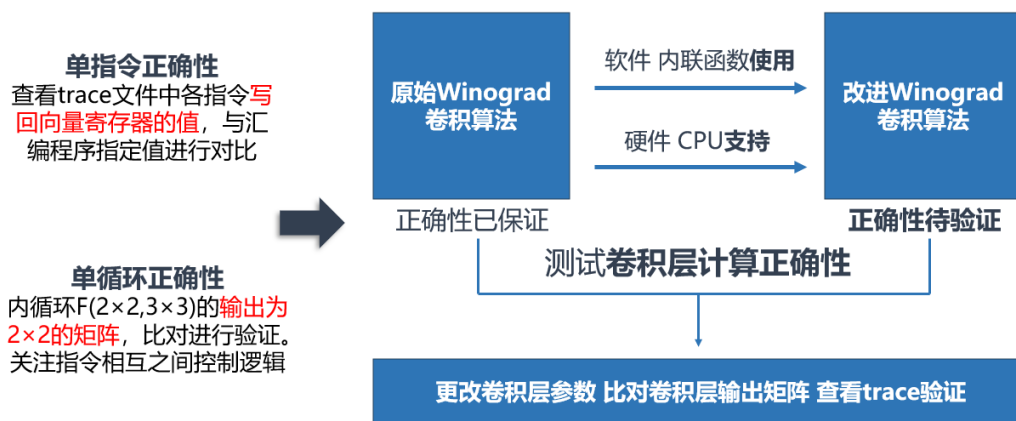 单指令正确性
查看trace文件中各指令写
回向量寄存器的值，与汇
编程序指定值进行对比
单循环正确性
内循环F(2×2,3×3)的输出为
2×2的矩阵，比对进行验证。
关注指令相互之间控制逻辑
原始Winograd
卷积算法
软件 内联函数使用
硬件 CPU支持
改进Winograd
卷积算法
正确性已保证
正确性待验证
测试卷积层计算正确性
更改卷积层参数 比对卷积层输出矩阵 查看trace验证